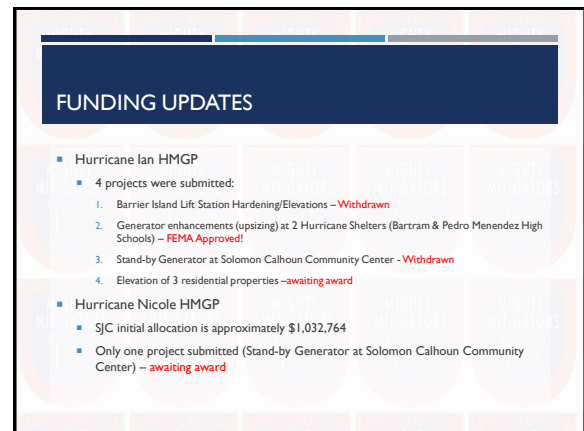 FUNDING UPDATES
Hurricane Ian HMGP
4 projects were submitted:
1. Barrier Island Lift Station Hardening/Elevations – Withdrawn
2. Generator enhancements (upsizing) at 2 Hurricane Shelters (Bartram & Pedro Menendez High
Schools) – FEMA Approved!
3. Stand-by Generator at Solomon Calhoun Community Center - Withdrawn
4. Elevation of 3 residential properties –awaiting award
Hurricane Nicole HMGP
SJC initial allocation is approximately $1,032,764
Only one project submitted (Stand-by Generator at Solomon Calhoun Community
Center) – awaiting award